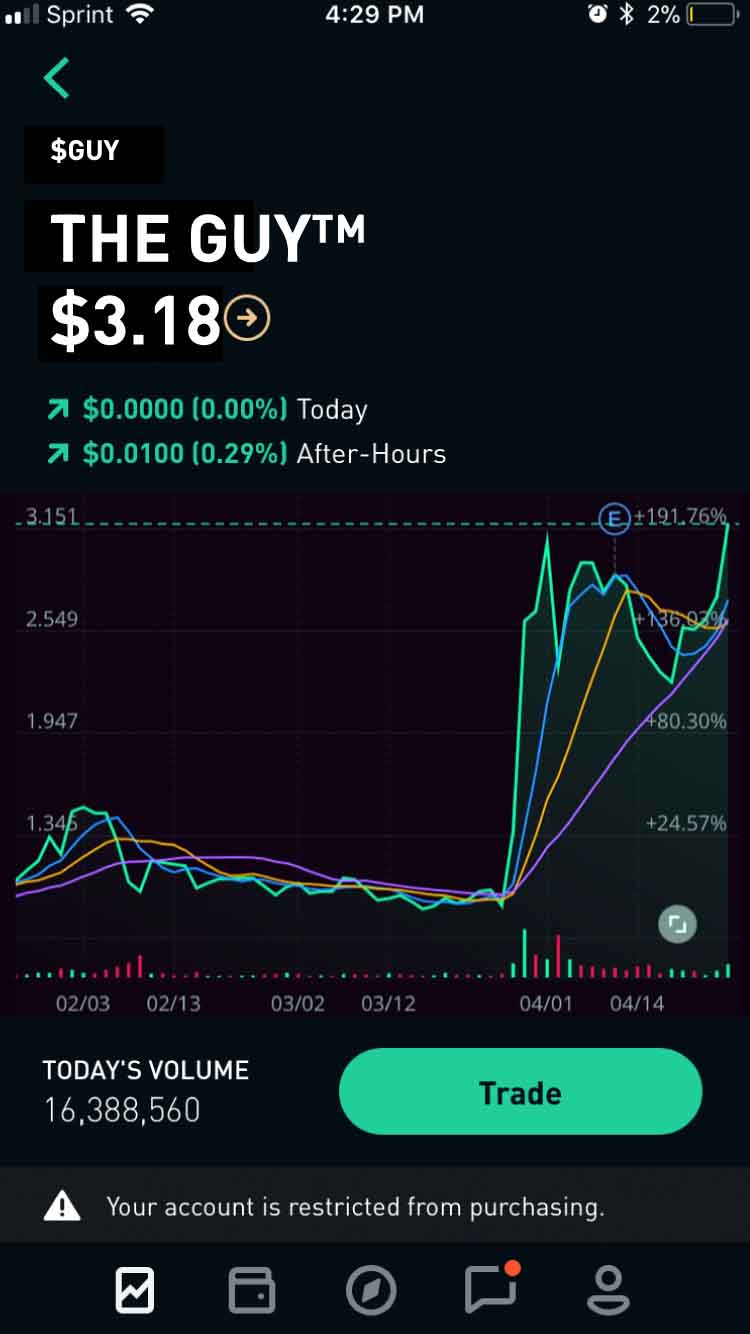 Sprint 4:29 PM 2%
$GUY
THE GUY™
$3.18
$0.0000 (0.00%) Today
$0.0100 (0.29%) After-Hours
3.151 E +191.76%
2.549 +136.03%
1.947 +80.30%
1.345 +24.57%
02/03 02/13 03/02 03/12 04/01 04/14
TODAY'S VOLUME
16,388,560
Trade
Your account is restricted from purchasing.